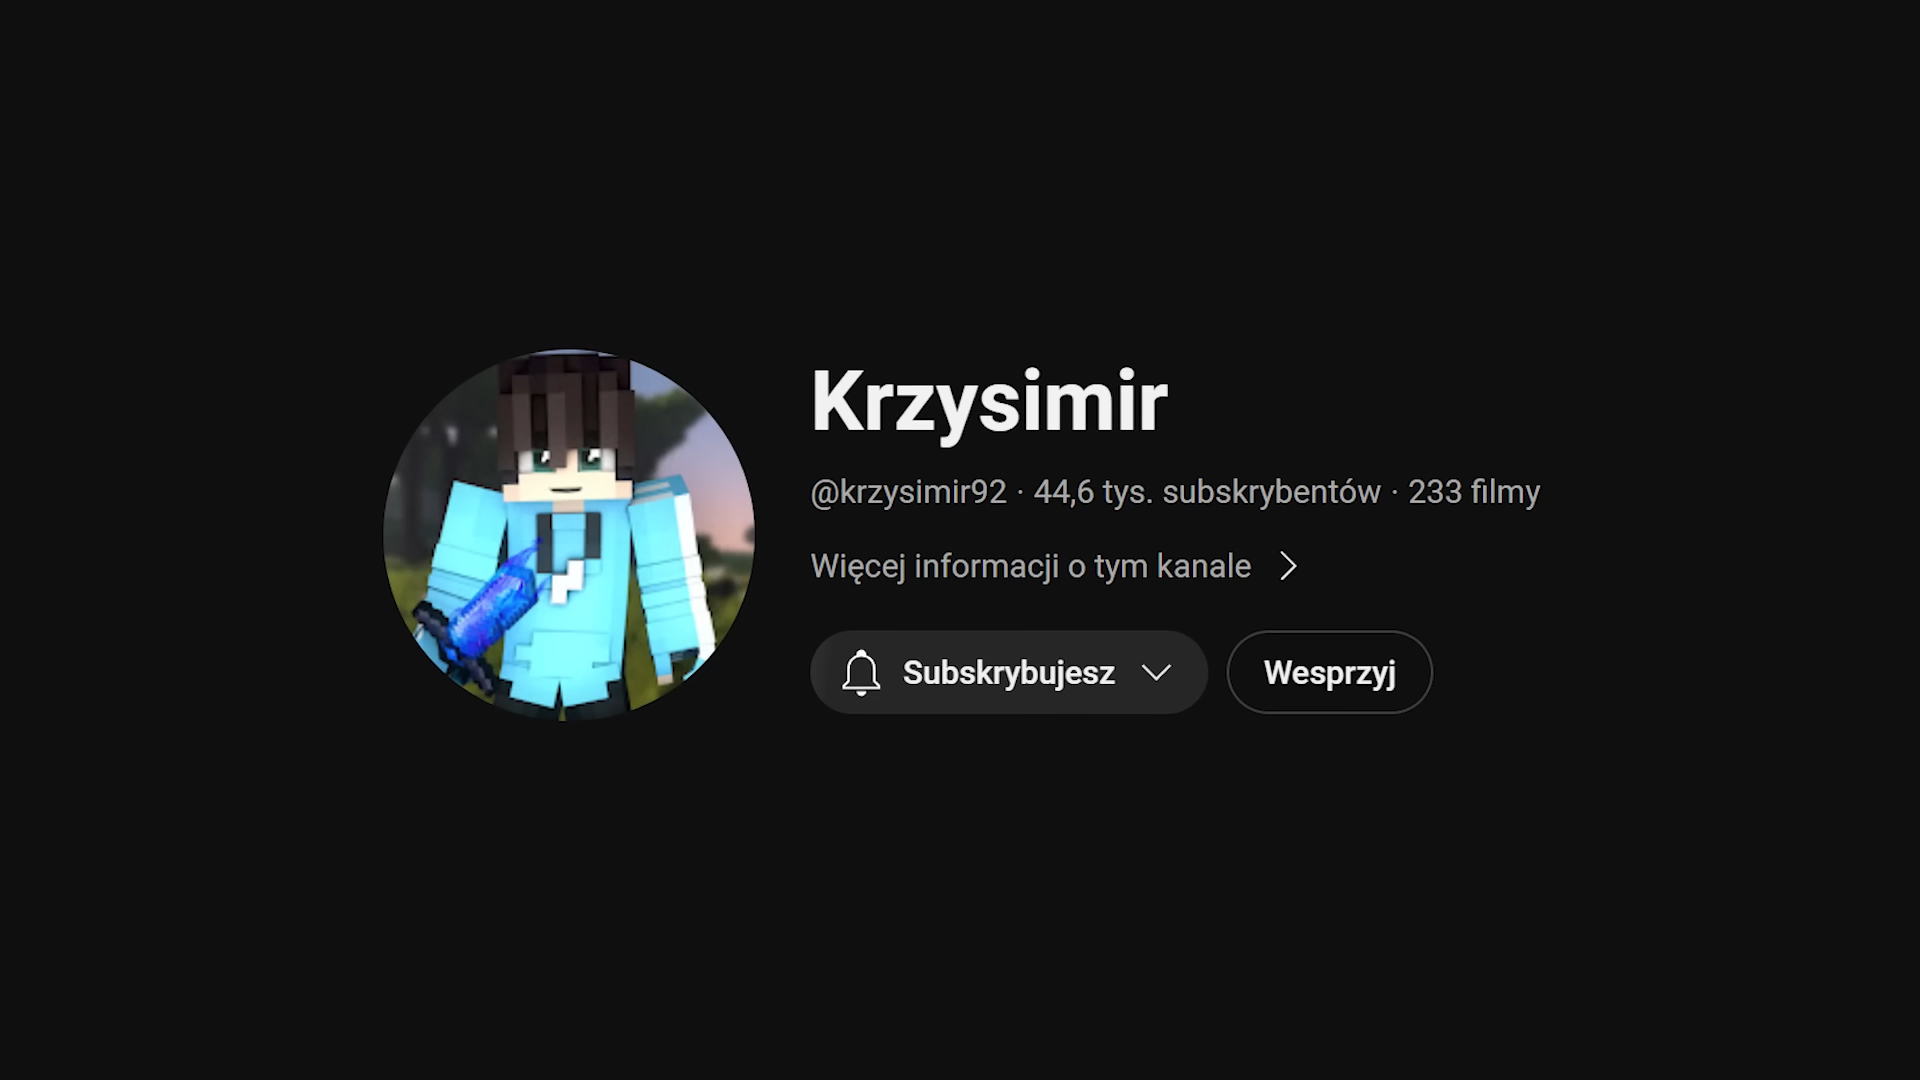 Krzysimir
@krzysimir92 · 44,6 tys. subskrybentów · 233 filmy
Więcej informacji o tym kanale
Subskrybujesz
Wesprzyj